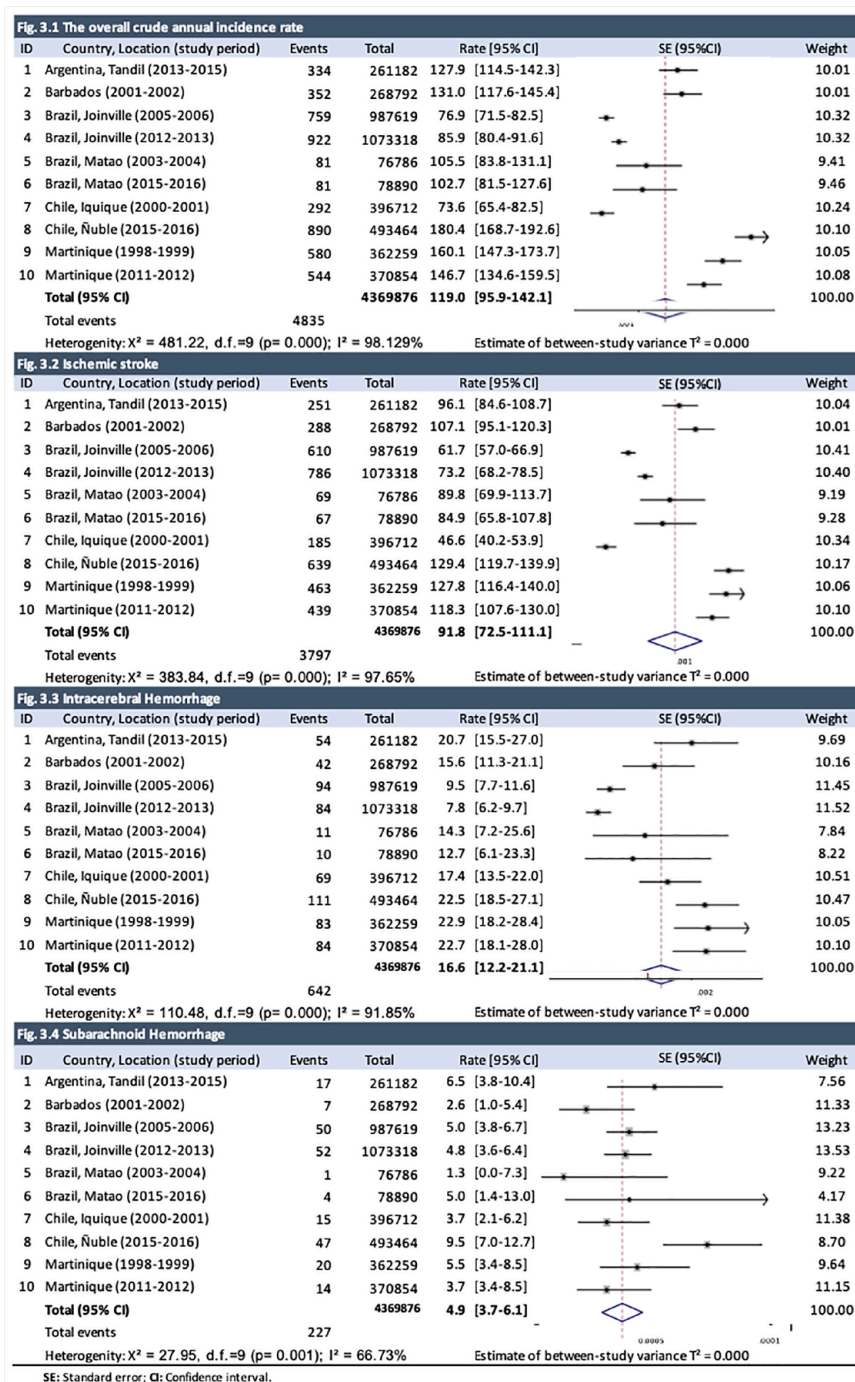 Fig. 3.1 The overall crude annual incidence rate
ID Country, Location (study period) Events Total Rate [95% CI] SE (95%CI) Weight
1 Argentina, Tandil (2013-2015) 334 261182 127.9 [114.5-142.3] 10.01
2 Barbados (2001-2002) 352 268792 131.0 [117.6-145.4] 10.01
3 Brazil, Joinville (2005-2006) 759 987619 76.9 [71.5-82.5] 10.32
4 Brazil, Joinville (2012-2013) 922 1073318 85.9 [80.4-91.6] 10.32
5 Brazil, Matao (2003-2004) 81 76786 105.5 [83.8-131.1] 9.41
6 Brazil, Matao (2015-2016) 81 78890 102.7 [81.5-127.6] 9.46
7 Chile, Iquique (2000-2001) 292 396712 73.6 [65.4-82.5] 10.24
8 Chile, Ñuble (2015-2016) 890 493464 180.4 [168.7-192.6] 10.10
9 Martinique (1998-1999) 580 362259 160.1 [147.3-173.7] 10.05
10 Martinique (2011-2012) 544 370854 146.7 [134.6-159.5] 10.08
Total (95% CI) 4369876 119.0 [95.9-142.1] 100.00
Total events 4835 .001
Heterogenity: X² = 481.22, d.f.=9 (p= 0.000); I² = 98.129% Estimate of between-study variance T² = 0.000
Fig. 3.2 Ischemic stroke
ID Country, Location (study period) Events Total Rate [95% CI] SE (95%CI) Weight
1 Argentina, Tandil (2013-2015) 251 261182 96.1 [84.6-108.7] 10.04
2 Barbados (2001-2002) 288 268792 107.1 [95.1-120.3] 10.01
3 Brazil, Joinville (2005-2006) 610 987619 61.7 [57.0-66.9] 10.41
4 Brazil, Joinville (2012-2013) 786 1073318 73.2 [68.2-78.5] 10.40
5 Brazil, Matao (2003-2004) 69 76786 89.8 [69.9-113.7] 9.19
6 Brazil, Matao (2015-2016) 67 78890 84.9 [65.8-107.8] 9.28
7 Chile, Iquique (2000-2001) 185 396712 46.6 [40.2-53.9] 10.34
8 Chile, Ñuble (2015-2016) 639 493464 129.4 [119.7-139.9] 10.17
9 Martinique (1998-1999) 463 362259 127.8 [116.4-140.0] 10.06
10 Martinique (2011-2012) 439 370854 118.3 [107.6-130.0] 10.10
Total (95% CI) 4369876 91.8 [72.5-111.1] 100.00
Total events 3797 .001
Heterogenity: X² = 383.84, d.f.=9 (p= 0.000); I² = 97.65% Estimate of between-study variance T² = 0.000
Fig. 3.3 Intracerebral Hemorrhage
ID Country, Location (study period) Events Total Rate [95% CI] SE (95%CI) Weight
1 Argentina, Tandil (2013-2015) 54 261182 20.7 [15.5-27.0] 9.69
2 Barbados (2001-2002) 42 268792 15.6 [11.3-21.1] 10.16
3 Brazil, Joinville (2005-2006) 94 987619 9.5 [7.7-11.6] 11.45
4 Brazil, Joinville (2012-2013) 84 1073318 7.8 [6.2-9.7] 11.52
5 Brazil, Matao (2003-2004) 11 76786 14.3 [7.2-25.6] 7.84
6 Brazil, Matao (2015-2016) 10 78890 12.7 [6.1-23.3] 8.22
7 Chile, Iquique (2000-2001) 69 396712 17.4 [13.5-22.0] 10.51
8 Chile, Ñuble (2015-2016) 111 493464 22.5 [18.5-27.1] 10.47
9 Martinique (1998-1999) 83 362259 22.9 [18.2-28.4] 10.05
10 Martinique (2011-2012) 84 370854 22.7 [18.1-28.0] 10.10
Total (95% CI) 4369876 16.6 [12.2-21.1] 100.00
Total events 642 .002
Heterogenity: X² = 110.48, d.f.=9 (p= 0.000); I² = 91.85% Estimate of between-study variance T² = 0.000
Fig. 3.4 Subarachnoid Hemorrhage
ID Country, Location (study period) Events Total Rate [95% CI] SE (95%CI) Weight
1 Argentina, Tandil (2013-2015) 17 261182 6.5 [3.8-10.4] 7.56
2 Barbados (2001-2002) 7 268792 2.6 [1.0-5.4] 11.33
3 Brazil, Joinville (2005-2006) 50 987619 5.0 [3.8-6.7] 13.23
4 Brazil, Joinville (2012-2013) 52 1073318 4.8 [3.6-6.4] 13.53
5 Brazil, Matao (2003-2004) 1 76786 1.3 [0.0-7.3] 9.22
6 Brazil, Matao (2015-2016) 4 78890 5.0 [1.4-13.0] 4.17
7 Chile, Iquique (2000-2001) 15 396712 3.7 [2.1-6.2] 11.38
8 Chile, Ñuble (2015-2016) 47 493464 9.5 [7.0-12.7] 8.70
9 Martinique (1998-1999) 20 362259 5.5 [3.4-8.5] 9.64
10 Martinique (2011-2012) 14 370854 3.7 [3.4-8.5] 11.15
Total (95% CI) 4369876 4.9 [3.7-6.1] 100.00
Total events 227 0.0005 .0001
Heterogenity: X² = 27.95, d.f.=9 (p= 0.001); I² = 66.73% Estimate of between-study variance T² = 0.000
SE: Standard error; CI: Confidence interval.